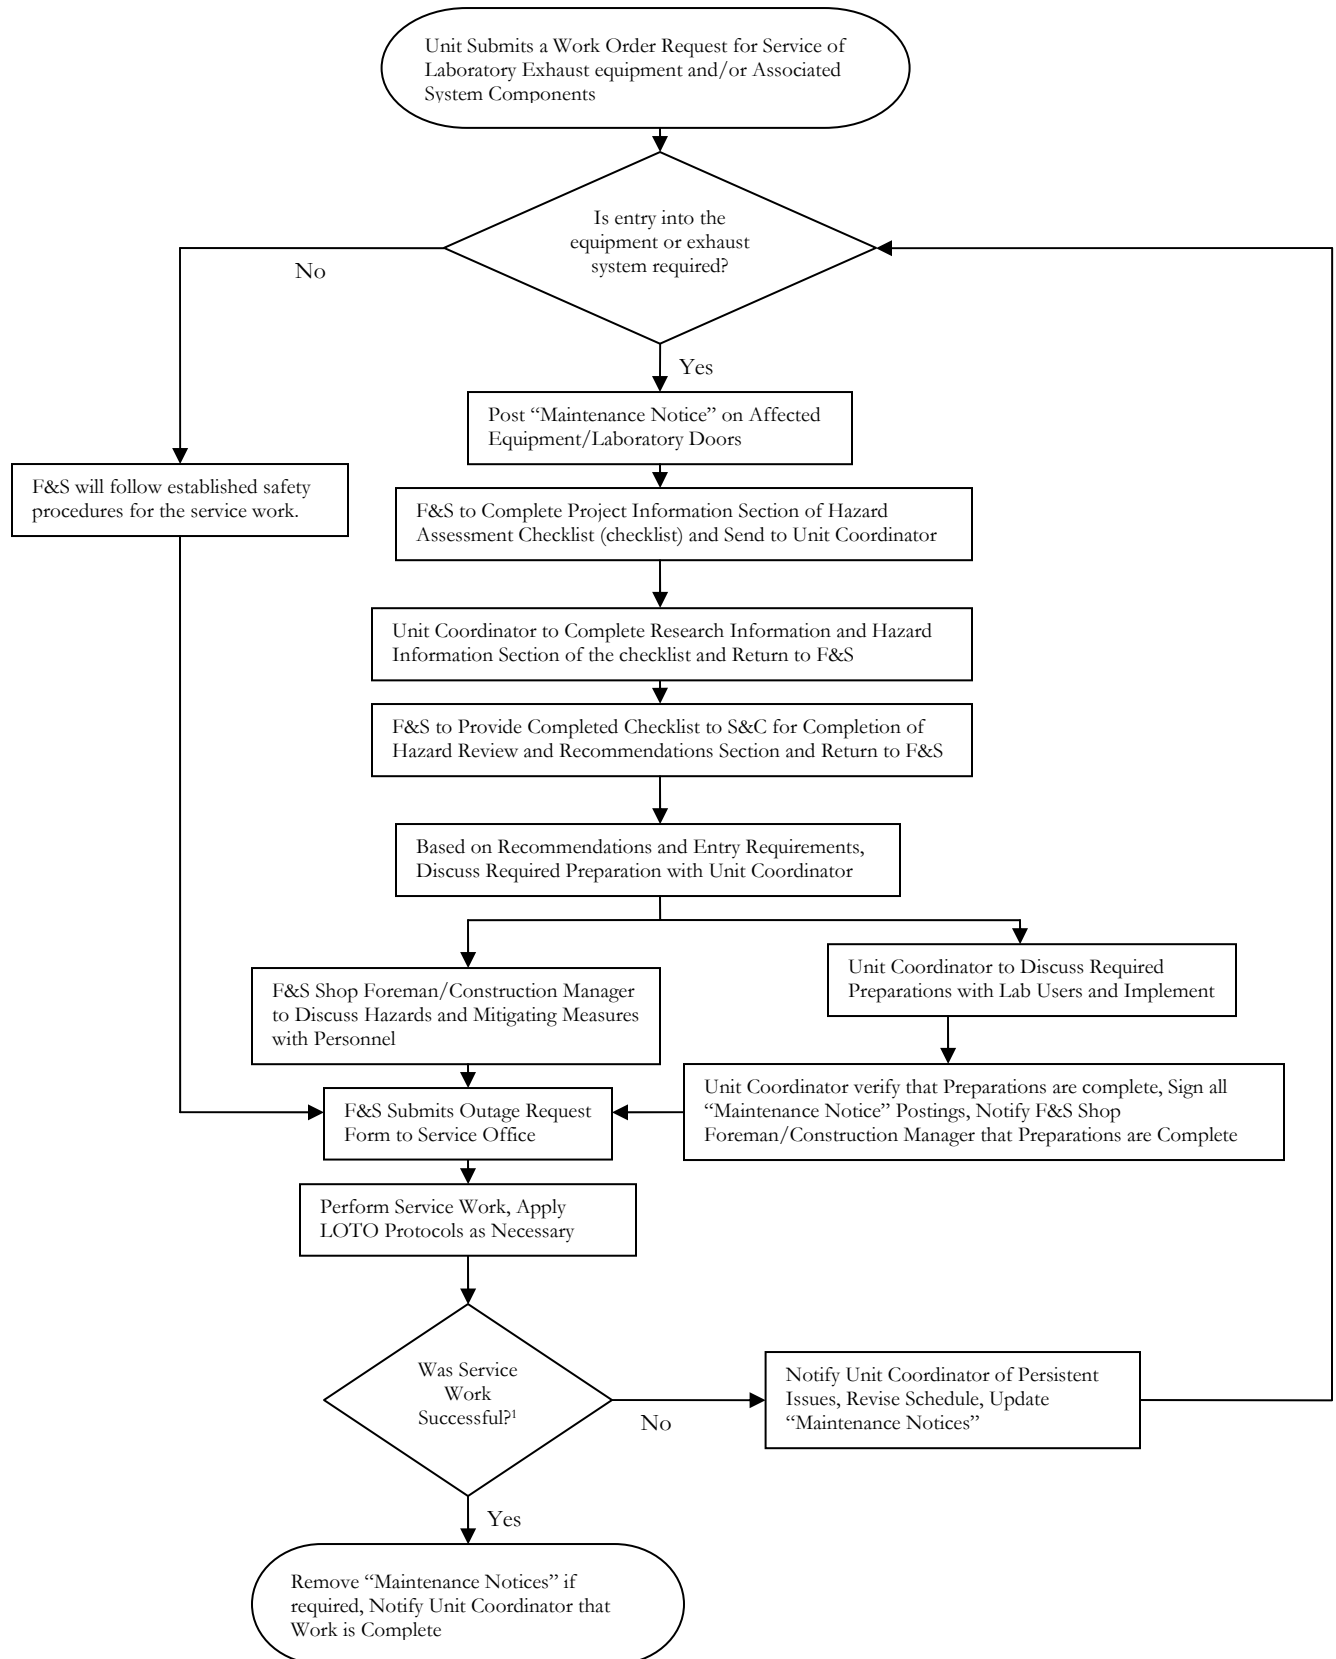 Unit Submits a Work Order Request for Service of
Laboratory Exhaust equipment and/or Associated
System Components
Is entry into the
equipment or exhaust
system required?
No
Yes
Post “Maintenance Notice” on Affected
Equipment/Laboratory Doors
F&S will follow established safety
procedures for the service work.
F&S to Complete Project Information Section of Hazard
Assessment Checklist (checklist) and Send to Unit Coordinator
Unit Coordinator to Complete Research Information and Hazard
Information Section of the checklist and Return to F&S
F&S to Provide Completed Checklist to S&C for Completion of
Hazard Review and Recommendations Section and Return to F&S
Based on Recommendations and Entry Requirements,
Discuss Required Preparation with Unit Coordinator
F&S Shop Foreman/Construction Manager
to Discuss Hazards and Mitigating Measures
with Personnel
Unit Coordinator to Discuss Required
Preparations with Lab Users and Implement
Unit Coordinator verify that Preparations are complete, Sign all
“Maintenance Notice” Postings, Notify F&S Shop
Foreman/Construction Manager that Preparations are Complete
F&S Submits Outage Request
Form to Service Office
Perform Service Work, Apply
LOTO Protocols as Necessary
Was Service
Work
Successful?¹
No
Notify Unit Coordinator of Persistent
Issues, Revise Schedule, Update
“Maintenance Notices”
Yes
Remove “Maintenance Notices” if
required, Notify Unit Coordinator that
Work is Complete